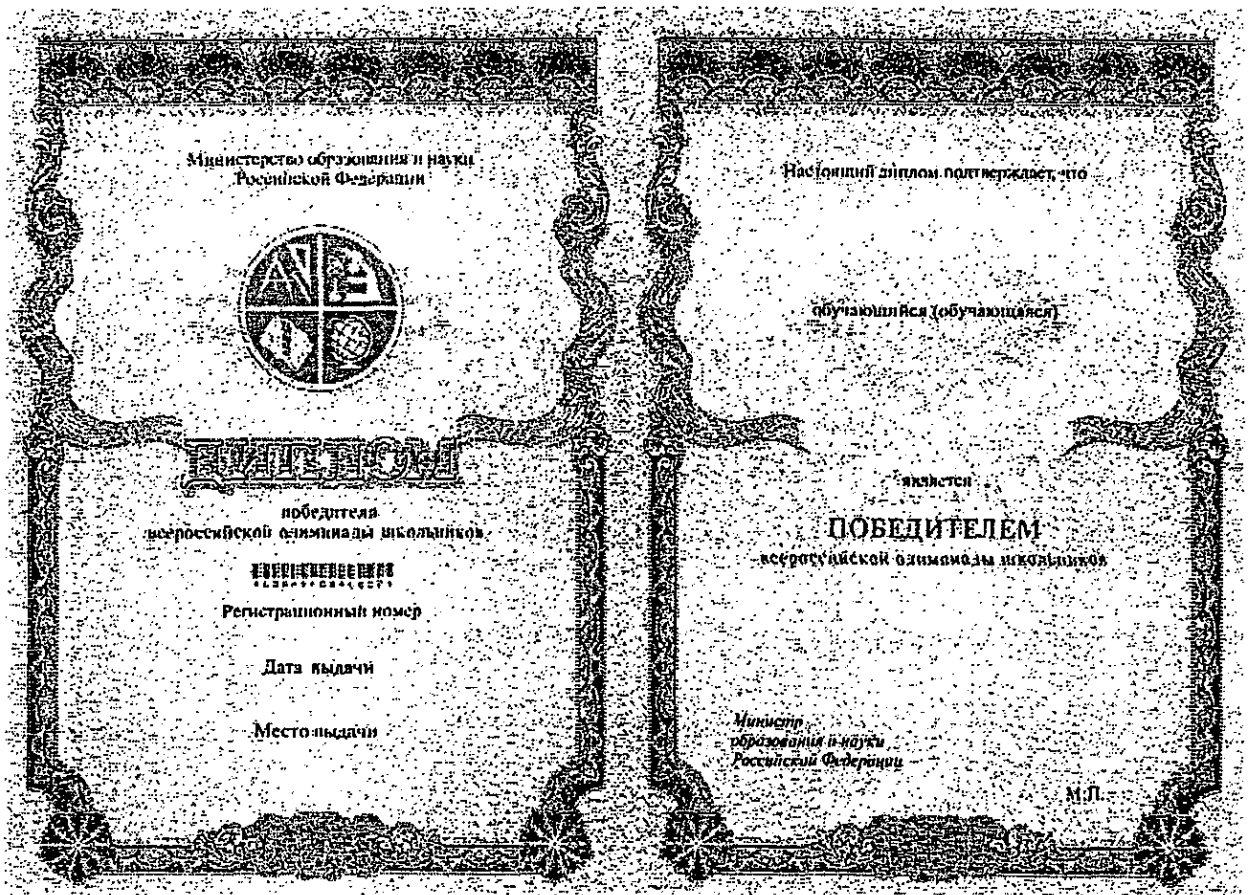 Министерство образования и науки
Российской Федерации
ДИПЛОМ
победителя
всероссийской олимпиады школьников
Регистрационный номер
Дата выдачи
Место выдачи
Настоящий диплом подтверждает, что
обучающийся (обучающаяся)
является
ПОБЕДИТЕЛЕМ
всероссийской олимпиады школьников
Министр
образования и науки
Российской Федерации
М.П.